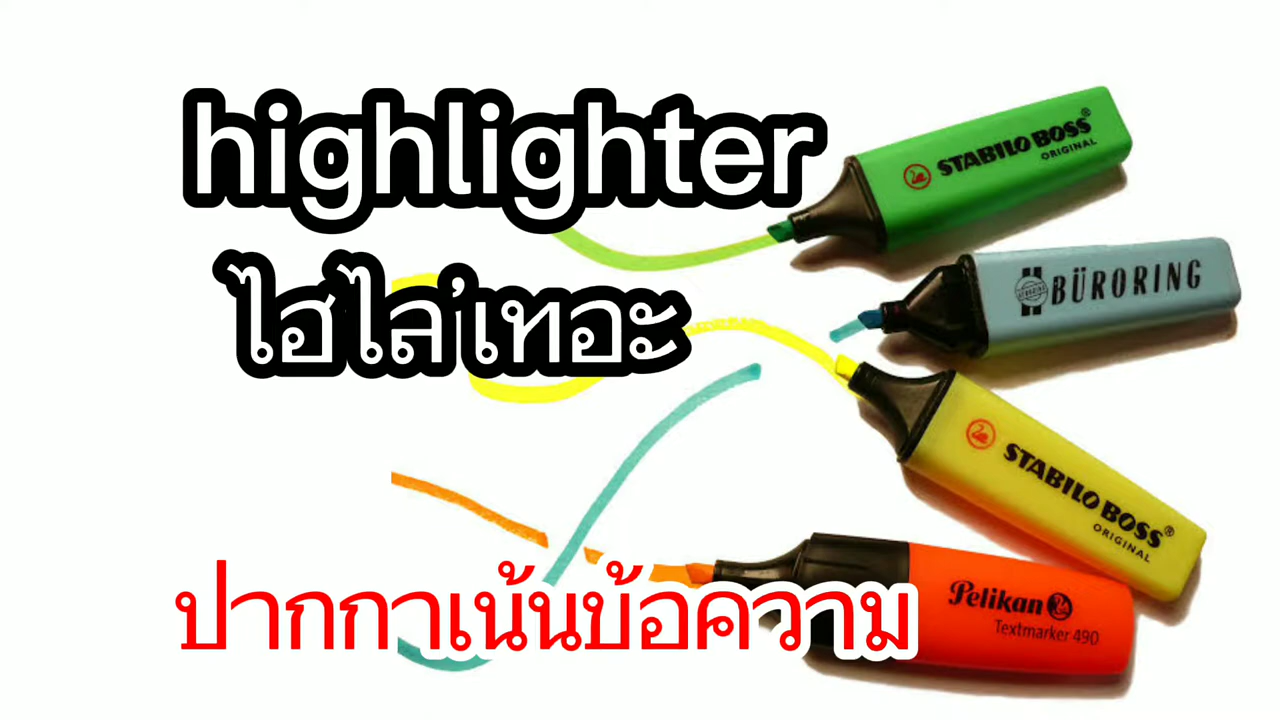 highlighter
ไฮไล'เทอะ
ปากกาเน้นข้อความ
STABILO BOSS®
ORIGINAL
BÜRORING
STABILO BOSS®
ORIGINAL
Pelikan
Textmarker 490